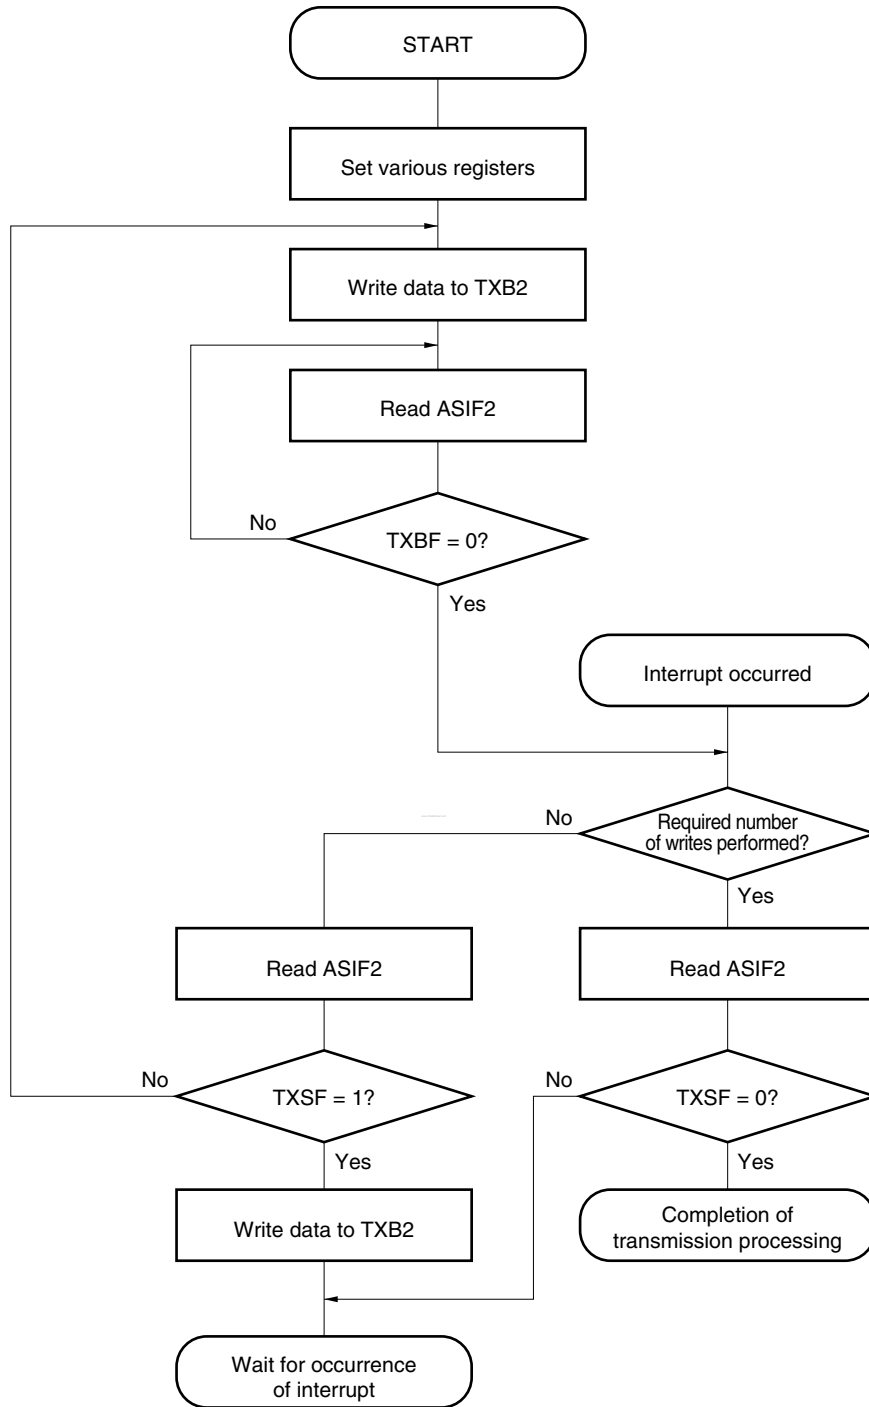 START
Set various registers
Write data to TXB2
Read ASIF2
No
TXBF = 0?
Yes
Interrupt occurred
No
Required number
of writes performed?
Yes
Read ASIF2
Read ASIF2
No
TXSF = 1?
No
TXSF = 0?
Yes
Yes
Write data to TXB2
Completion of
transmission processing
Wait for occurrence
of interrupt